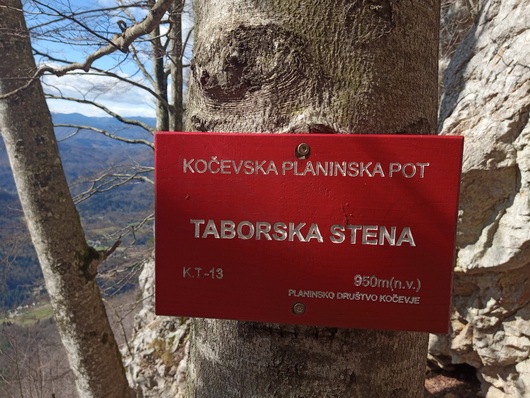 KOČEVSKA PLANINSKA POT
TABORSKA STENA
K.T-13
950m(n.v.)
PLANINSKO DRUŠTVO KOČEVJE